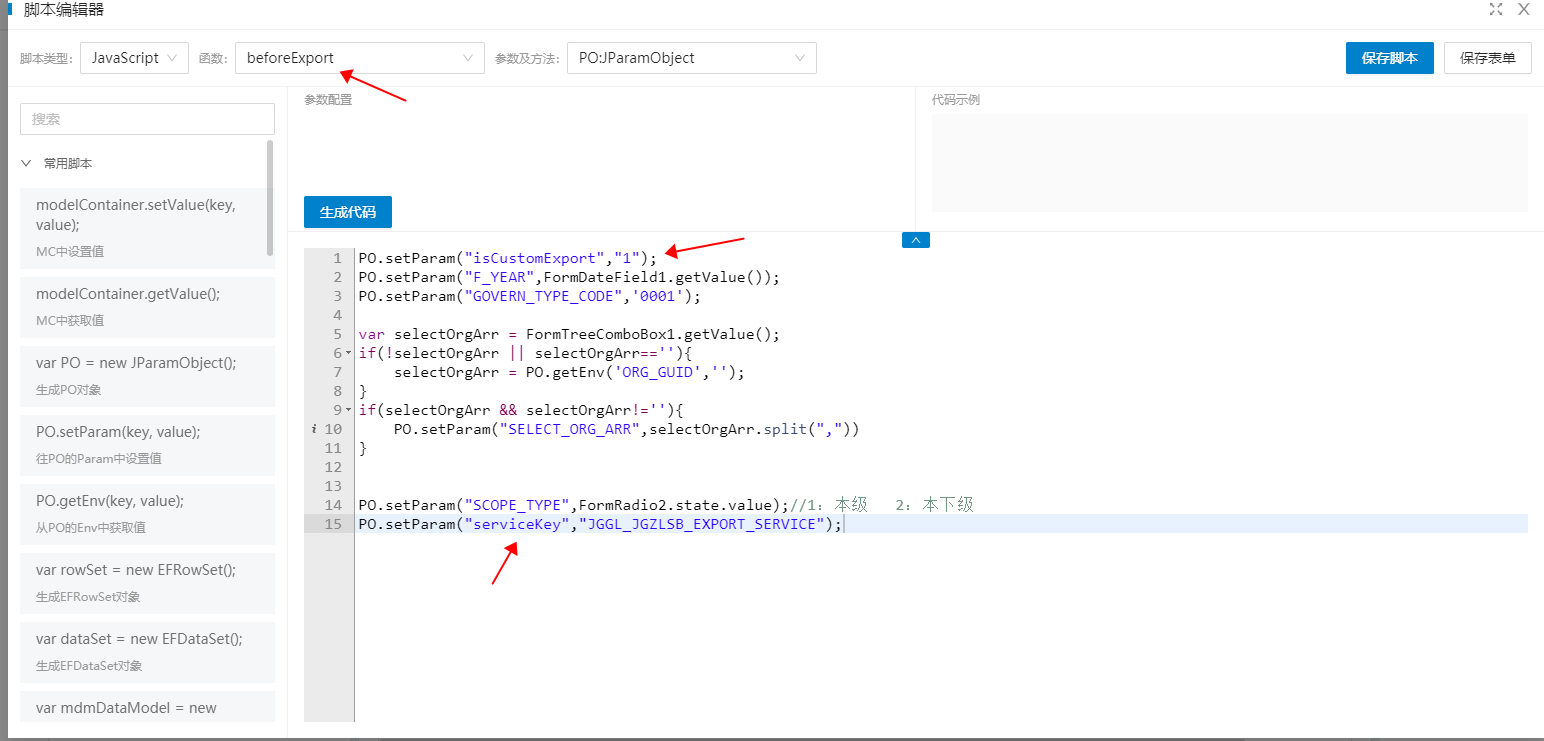 脚本编辑器
脚本类型: JavaScript 函数: beforeExport 参数及方法: PO:JParamObject 保存脚本 保存表单
搜索
常用脚本
modelContainer.setValue(key,
value);
MC中设置值
modelContainer.getValue();
MC中获取值
var PO = new JParamObject();
生成PO对象
PO.setParam(key, value);
往PO的Param中设置值
PO.getEnv(key, value);
从PO的Env中获取值
var rowSet = new EFRowSet();
生成EFRowSet对象
var dataSet = new EFDataSet();
生成EFDataSet对象
var mdmDataModel = new
参数配置
生成代码
代码示例
1 PO.setParam("isCustomExport","1");
2 PO.setParam("F_YEAR",FormDateField1.getValue());
3 PO.setParam("GOVERN_TYPE_CODE",'0001');
4
5 var selectOrgArr = FormTreeComboBox1.getValue();
6 if(!selectOrgArr || selectOrgArr==''){
7 selectOrgArr = PO.getEnv('ORG_GUID','');
8 }
9 if(selectOrgArr && selectOrgArr!=''){
i 10 PO.setParam("SELECT_ORG_ARR",selectOrgArr.split(","))
11 }
12
13
14 PO.setParam("SCOPE_TYPE",FormRadio2.state.value);//1：本级 2：本下级
15 PO.setParam("serviceKey","JGGL_JGZLSB_EXPORT_SERVICE");